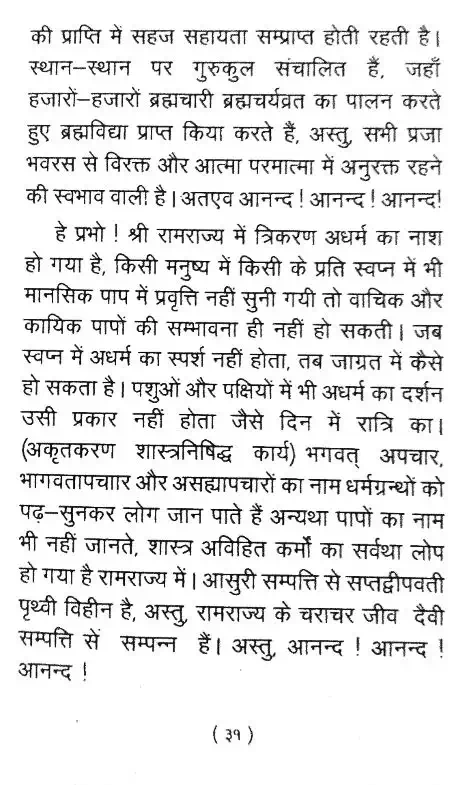 की प्राप्ति में सहज सहायता सम्प्राप्त होती रहती है।
स्थान–स्थान पर गुरुकुल संचालित हैं, जहाँ
हजारों–हजारों ब्रह्मचारी ब्रह्मचर्यव्रत का पालन करते
हुए ब्रह्मविद्या प्राप्त किया करते हैं, अस्तु, सभी प्रजा
भवरस से विरक्त और आत्मा परमात्मा में अनुरक्त रहने
की स्वभाव वाली है। अतएव आनन्द ! आनन्द ! आनन्द!
हे प्रभो ! श्री रामराज्य में त्रिकरण अधर्म का नाश
हो गया है, किसी मनुष्य में किसी के प्रति स्वप्न में भी
मानसिक पाप में प्रवृत्ति नहीं सुनी गयी तो वाचिक और
कायिक पापों की सम्भावना ही नहीं हो सकती। जब
स्वप्न में अधर्म का स्पर्श नहीं होता, तब जाग्रत में कैसे
हो सकता है। पशुओं और पक्षियों में भी अधर्म का दर्शन
उसी प्रकार नहीं होता जैसे दिन में रात्रि का।
(अकृतकरण शास्त्रनिषिद्ध कार्य) भगवत् अपचार,
भागवतापचाार और असह्यापचारों का नाम धर्मग्रन्थों को
पढ़–सुनकर लोग जान पाते हैं अन्यथा पापों का नाम
भी नहीं जानते, शास्त्र अविहित कर्मों का सर्वथा लोप
हो गया है रामराज्य में। आसुरी सम्पत्ति से सप्तद्वीपवती
पृथ्वी विहीन है, अस्तु, रामराज्य के चराचर जीव दैवी
सम्पत्ति सें सम्पन्न हैं। अस्तु, आनन्द ! आनन्द !
आनन्द !
( ३१ )